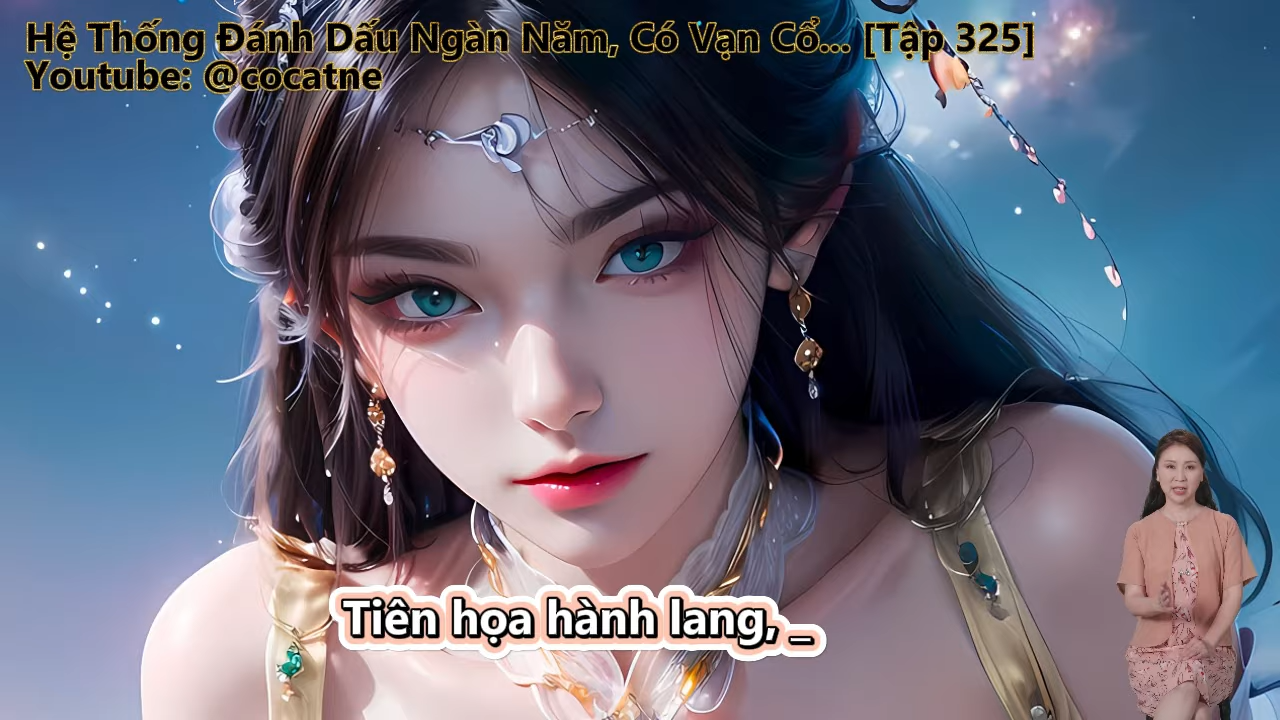 Hệ Thống Đánh Dấu Ngàn Năm, Có Vạn Cổ... [Tập 325]
Youtube: @cocatne
Tiên họa hành lang, _